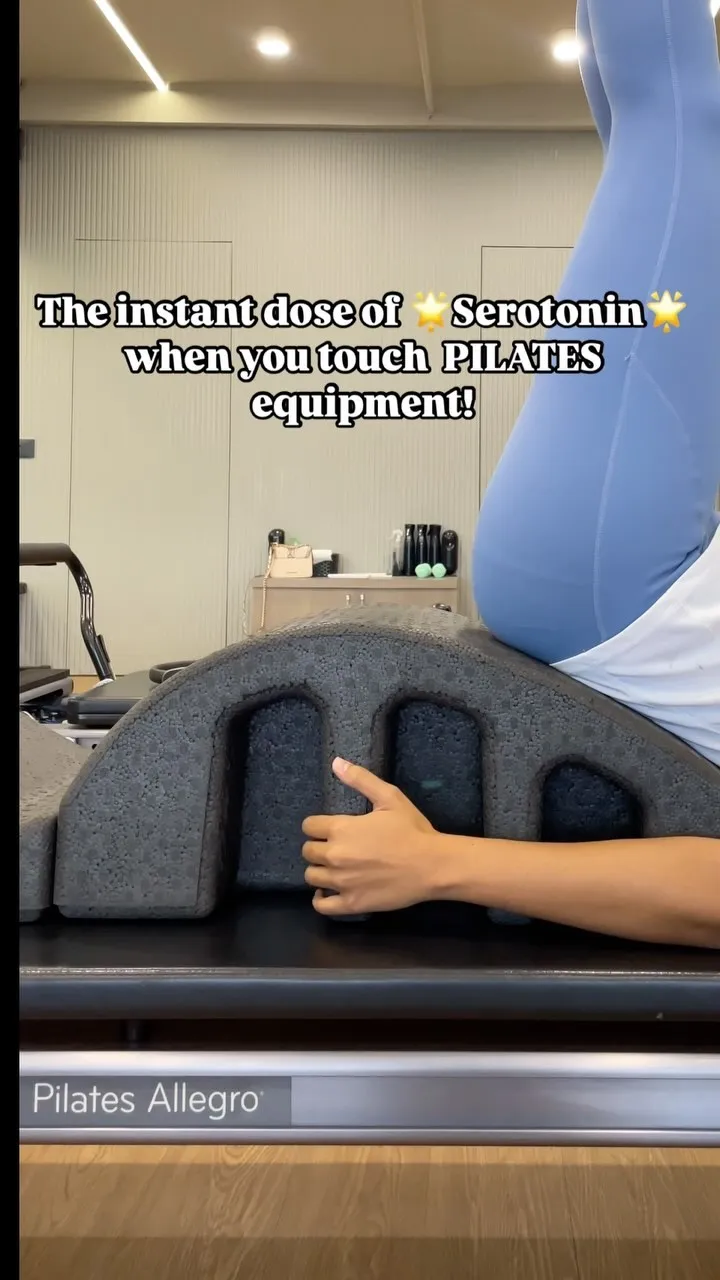 The instant dose of 🌟Serotonin🌟
when you touch PILATES
equipment!
Pilates Allegro